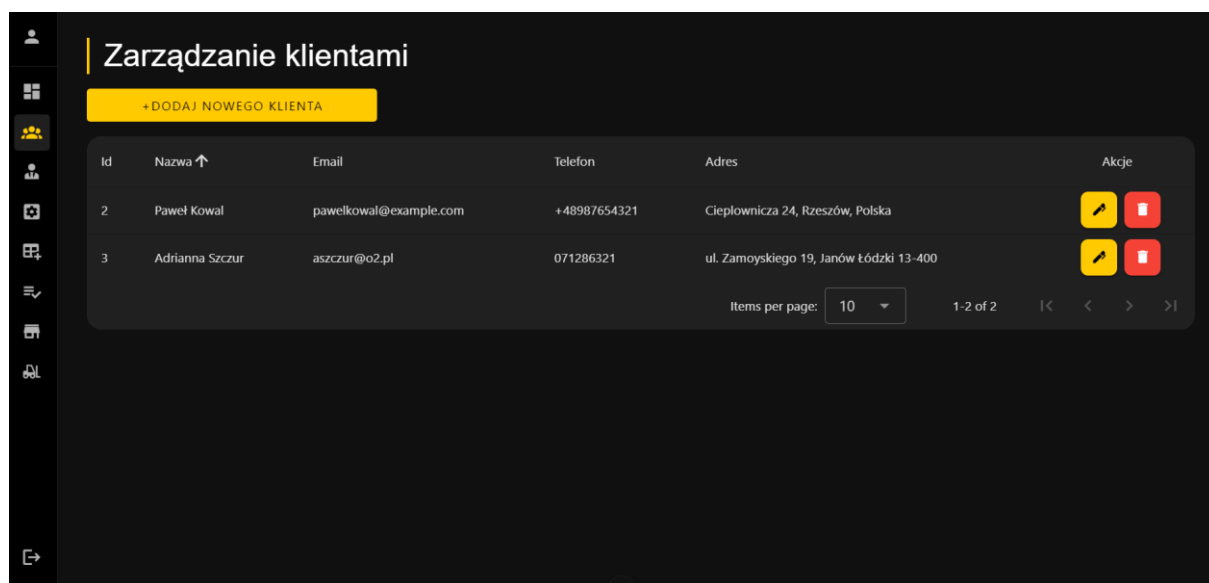 Zarządzanie klientami
+DODAJ NOWEGO KLIENTA
Id Nazwa Email Telefon Adres Akcje
2 Paweł Kowal pawelkowal@example.com +48987654321 Cieplownicza 24, Rzeszów, Polska
3 Adrianna Szczur aszczur@o2.pl 071286321 ul. Zamoyskiego 19, Janów Łódzki 13-400
Items per page: 10 1-2 of 2